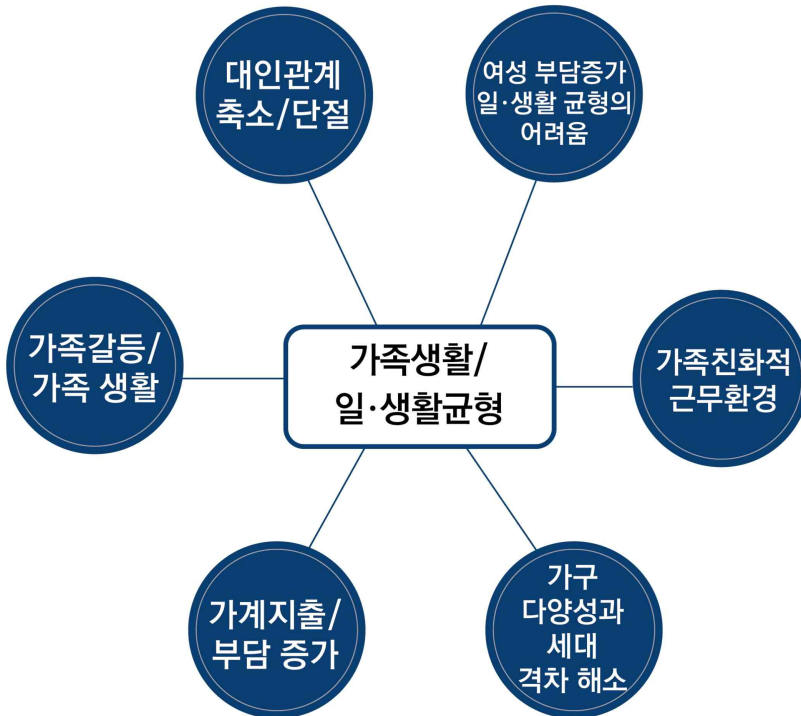 대인관계
축소/단절
여성 부담증가
일·생활 균형의
어려움
가족갈등/
가족 생활
가족생활/
일·생활균형
가족친화적
근무환경
가계지출/
부담 증가
가구
다양성과
세대
격차 해소